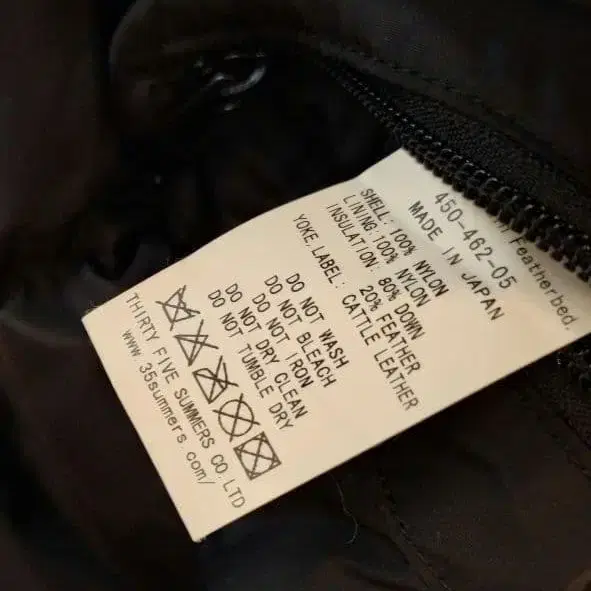 Featherbed.
450-462-05
MADE IN JAPAN
SHELL: 100% NYLON
LINING:100% NYLON
INSULATION: 80% DOWN
20% FEATHER
YOKE, LABEL: CATTLE LEATHER
DO NOT WASH
DO NOT BLEACH
DO NOT IRON
DO NOT DRY CLEAN
DO NOT TUMBLE DRY
THIRTY FIVE SUMMERS CO.LTD
www.35summers.com/